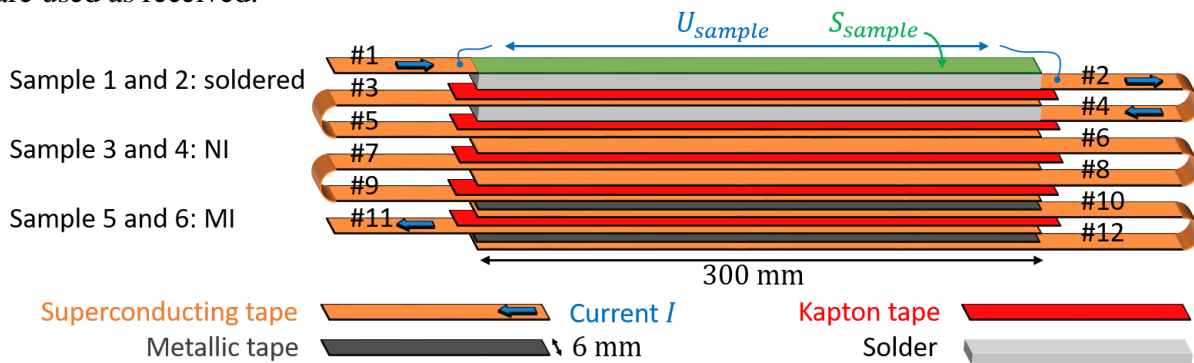 are used as received.
U_sample S_sample
#1
Sample 1 and 2: soldered
#2
#3
#4
#5
#6
Sample 3 and 4: NI
#7
#8
#9
#10
Sample 5 and 6: MI
#11
#12
300 mm
Superconducting tape Current I Kapton tape
Metallic tape 6 mm Solder